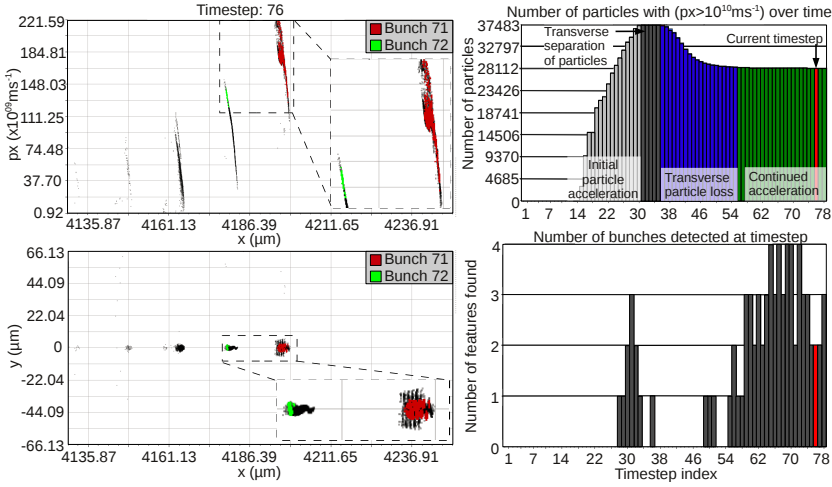 Timestep: 76
221.59
184.81
148.03
111.25
74.48
37.70
0.92
px (x10⁰⁹ms⁻¹)
Bunch 71
Bunch 72
4135.87
4161.13
4186.39
4211.65
4236.91
x (µm)
Number of particles with (px>10¹⁰ms⁻¹) over time
37483
32797
28112
23426
18741
14506
9370
4685
Number of particles
Transverse
separation
of particles
Current timestep
Initial
particle
acceleration
Transverse
particle loss
Continued
acceleration
1
7
14
22
30
38
46
54
62
70
78
66.13
44.09
22.04
0
-22.04
-44.09
-66.13
y (µm)
Bunch 71
Bunch 72
4135.87
4161.13
4186.39
4211.65
4236.91
x (µm)
Number of bunches detected at timestep
4
3
2
1
0
Number of features found
1
7
14
22
30
38
46
54
62
70
78
Timestep index